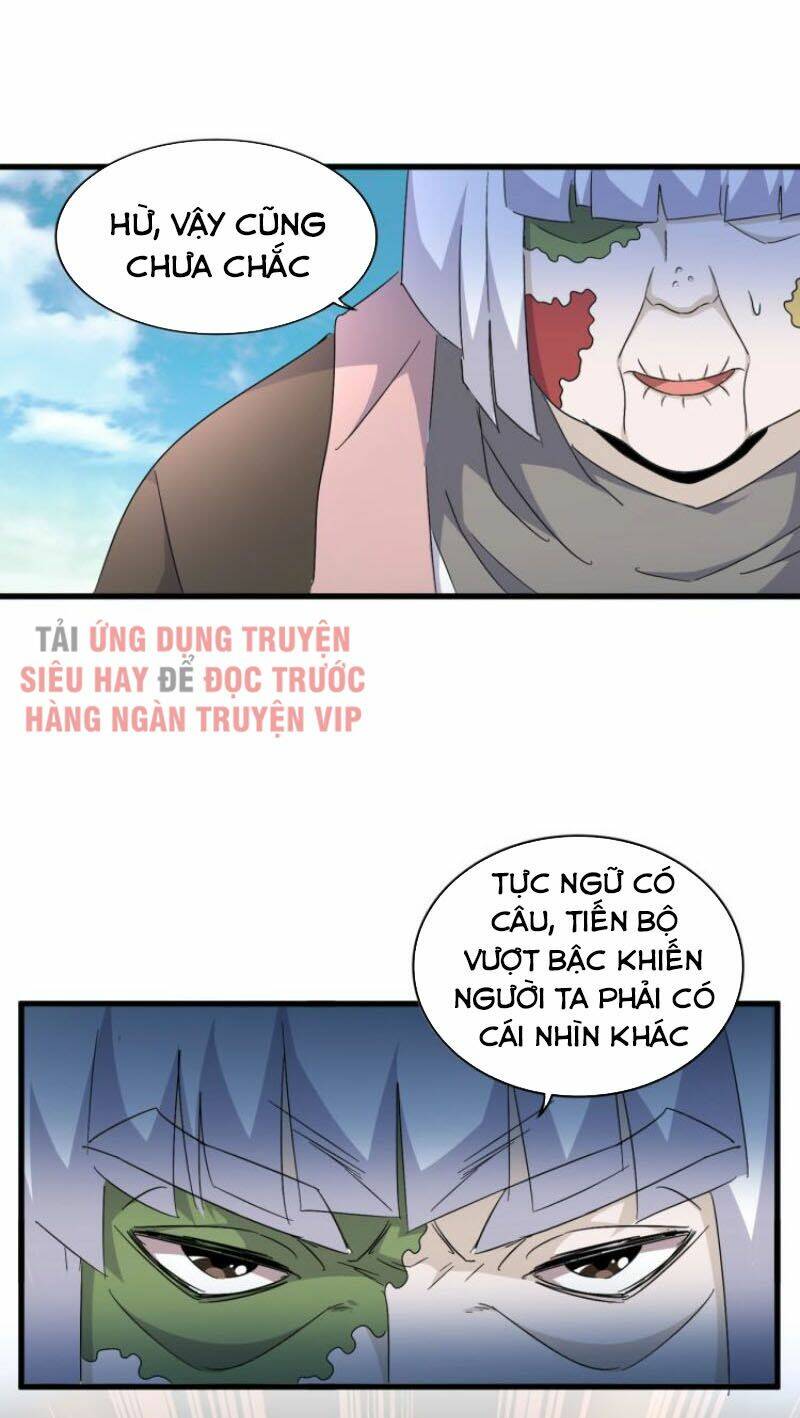 HỪ, VẬY CŨNG
CHƯA CHẮC
TẢI ỨNG DỤNG TRUYỆN
SIÊU HAY ĐỂ ĐỌC TRƯỚC
HÀNG NGÀN TRUYỆN VIP
TỰC NGỮ CÓ
CÂU, TIẾN BỘ
VƯỢT BẬC KHIẾN
NGƯỜI TA PHẢI CÓ
CÁI NHÌN KHÁC